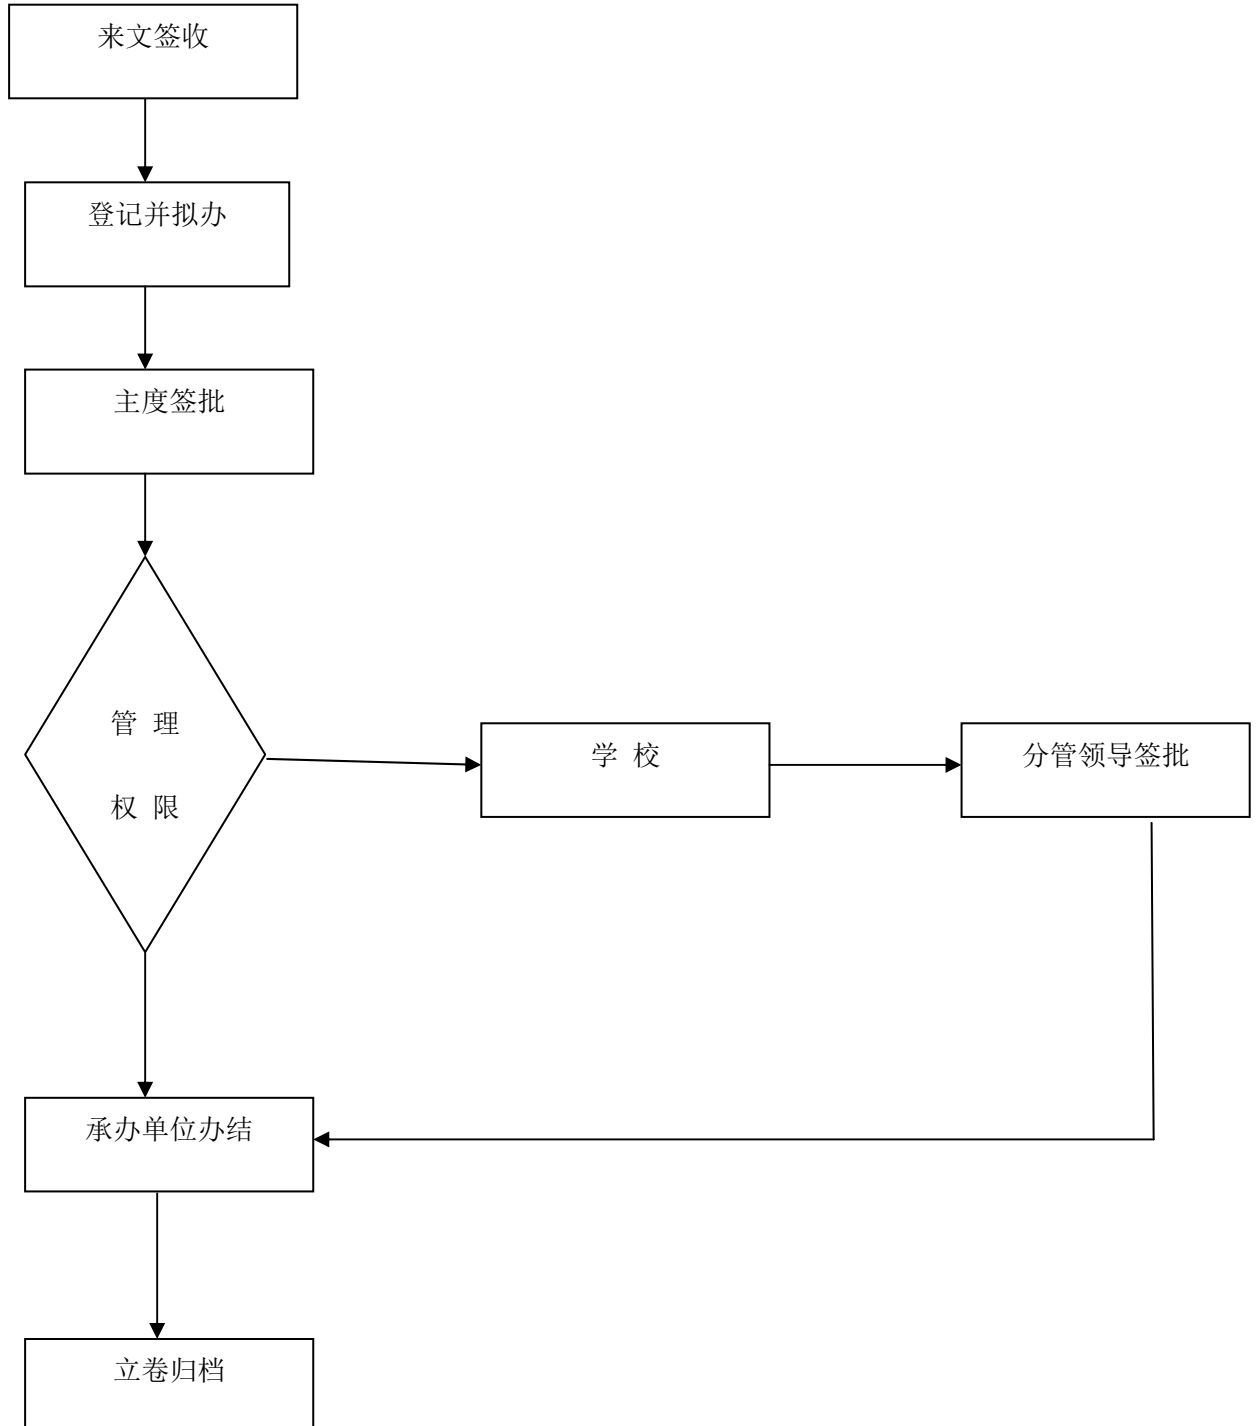 来文签收
登记并拟办
主度签批
管 理
权 限
学 校
分管领导签批
承办单位办结
立卷归档